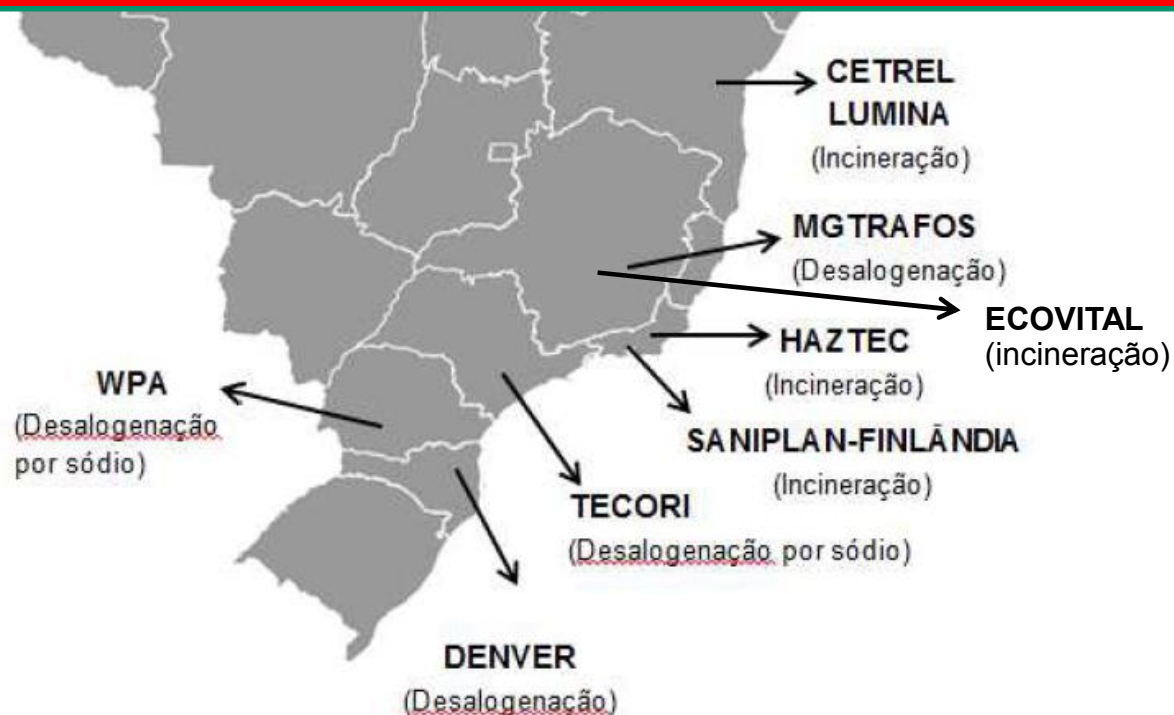 CETREL
LUMINA
(Incineração)
MGTRAFOS
(Desalogenação)
ECOVITAL
(incineração)
HAZTEC
(Incineração)
WPA
(Desalogenação
por sódio)
SANIPLAN-FINLÂNDIA
(Incineração)
TECORI
(Desalogenação por sódio)
DENVER
(Desalogenação)